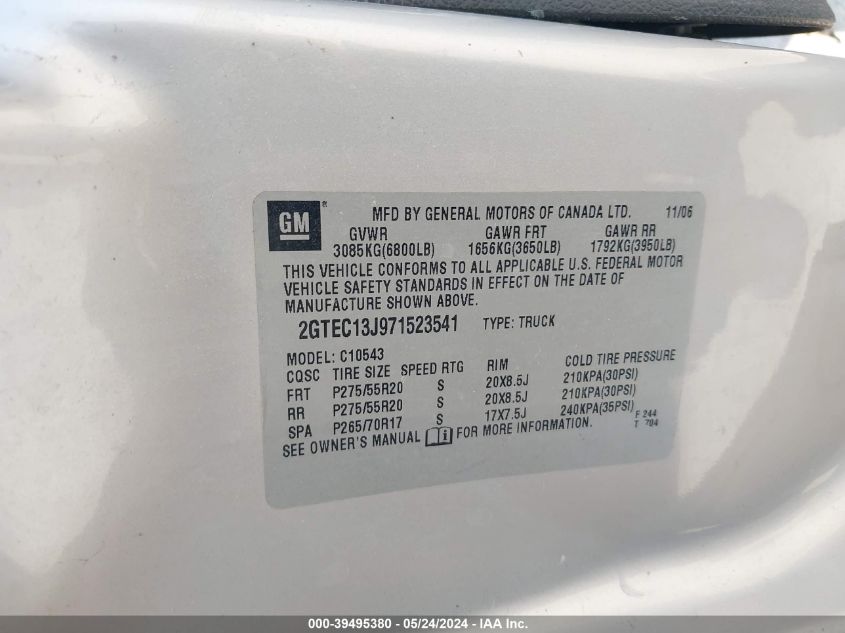 GM ® MFD BY GENERAL MOTORS OF CANADA LTD. 11/06
GVWR GAWR FRT GAWR RR
3085KG(6800LB) 1656KG(3650LB) 1792KG(3950LB)
THIS VEHICLE CONFORMS TO ALL APPLICABLE U.S. FEDERAL MOTOR
VEHICLE SAFETY STANDARDS IN EFFECT ON THE DATE OF
MANUFACTURE SHOWN ABOVE.
2GTEC13J971523541 TYPE: TRUCK
MODEL: C10543
CQSC TIRE SIZE SPEED RTG RIM COLD TIRE PRESSURE
FRT P275/55R20 S 20X8.5J 210KPA(30PSI)
RR P275/55R20 S 20X8.5J 210KPA(30PSI)
SPA P265/70R17 S 17X7.5J 240KPA(35PSI) F 244
SEE OWNER'S MANUAL i FOR MORE INFORMATION. T 704
000-39495380 - 05/24/2024 - IAA Inc.